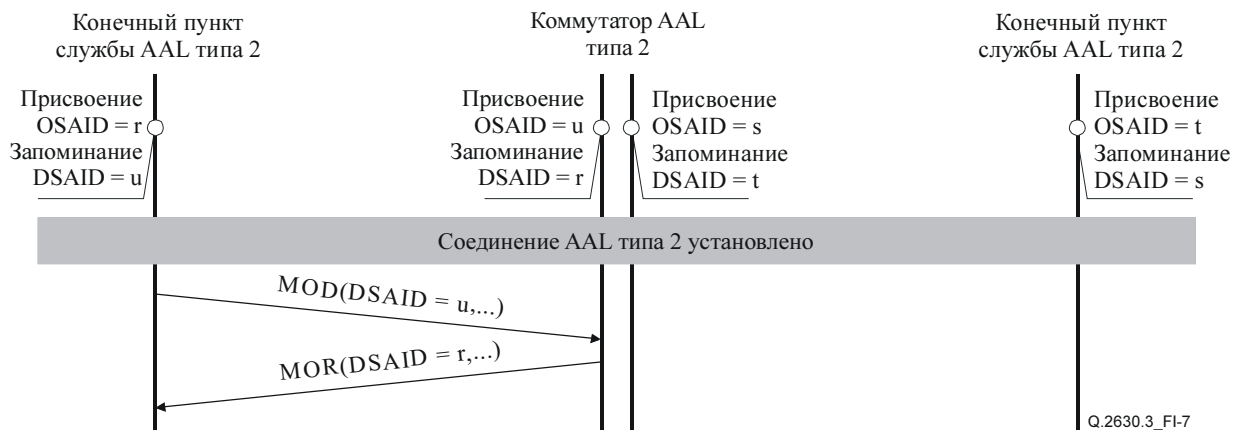 Конечный пункт
службы AAL типа 2
Коммутатор AAL
типа 2
Конечный пункт
службы AAL типа 2
Присвоение
OSAID = r
Запоминание
DSAID = u
Присвоение
OSAID = u
Запоминание
DSAID = r
Присвоение
OSAID = s
Запоминание
DSAID = t
Присвоение
OSAID = t
Запоминание
DSAID = s
Соединение AAL типа 2 установлено
MOD(DSAID = u,...)
MOR(DSAID = r,...)
Q.2630.3_FI-7